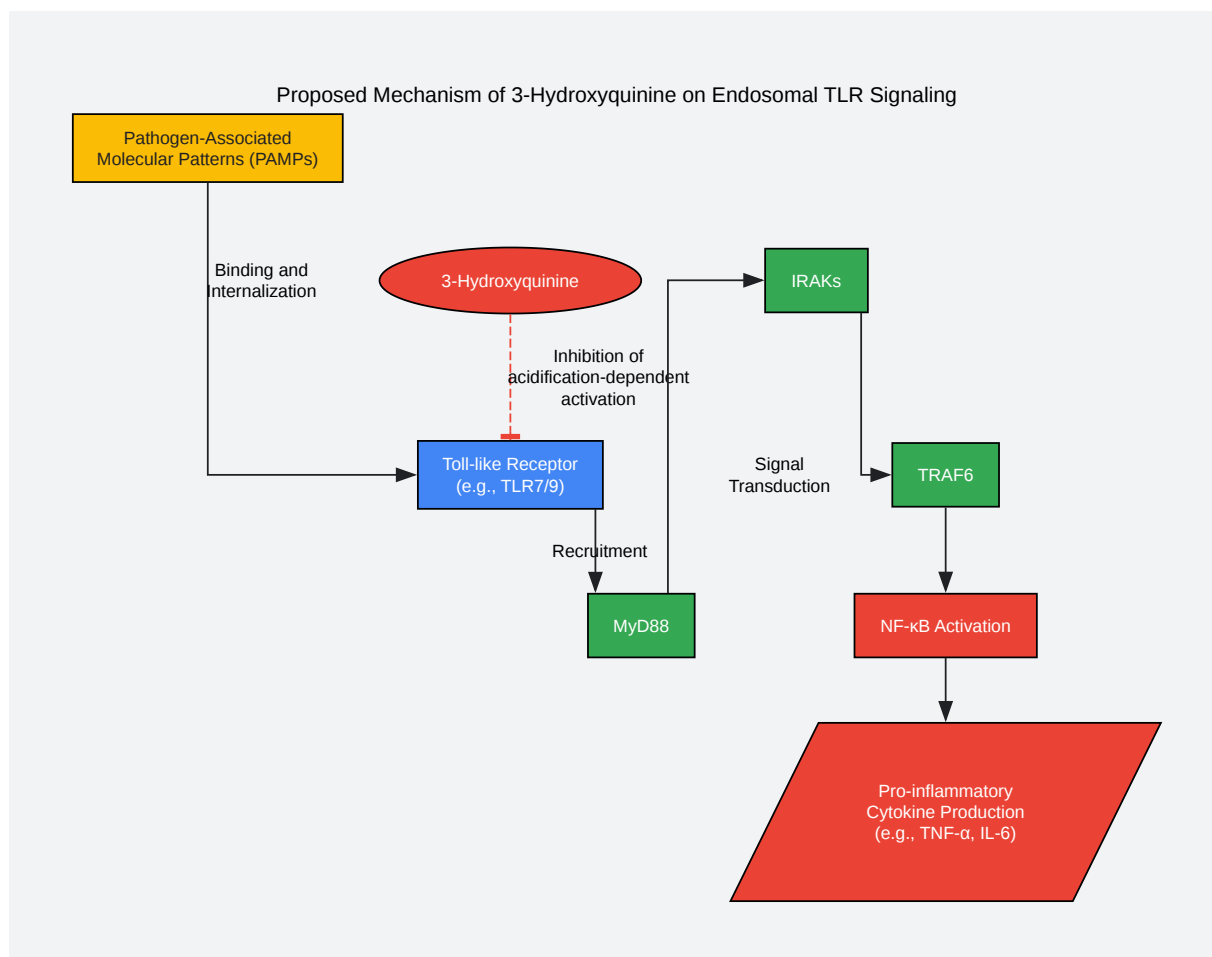 Proposed Mechanism of 3-Hydroxyquinine on Endosomal TLR Signaling
Pathogen-Associated
Molecular Patterns (PAMPs)
Binding and
Internalization
3-Hydroxyquinine
IRAKs
Inhibition of
acidification-dependent
activation
Toll-like Receptor
(e.g., TLR7/9)
Signal
Transduction
TRAF6
Recruitment
MyD88
NF-κB Activation
Pro-inflammatory
Cytokine Production
(e.g., TNF-α, IL-6)